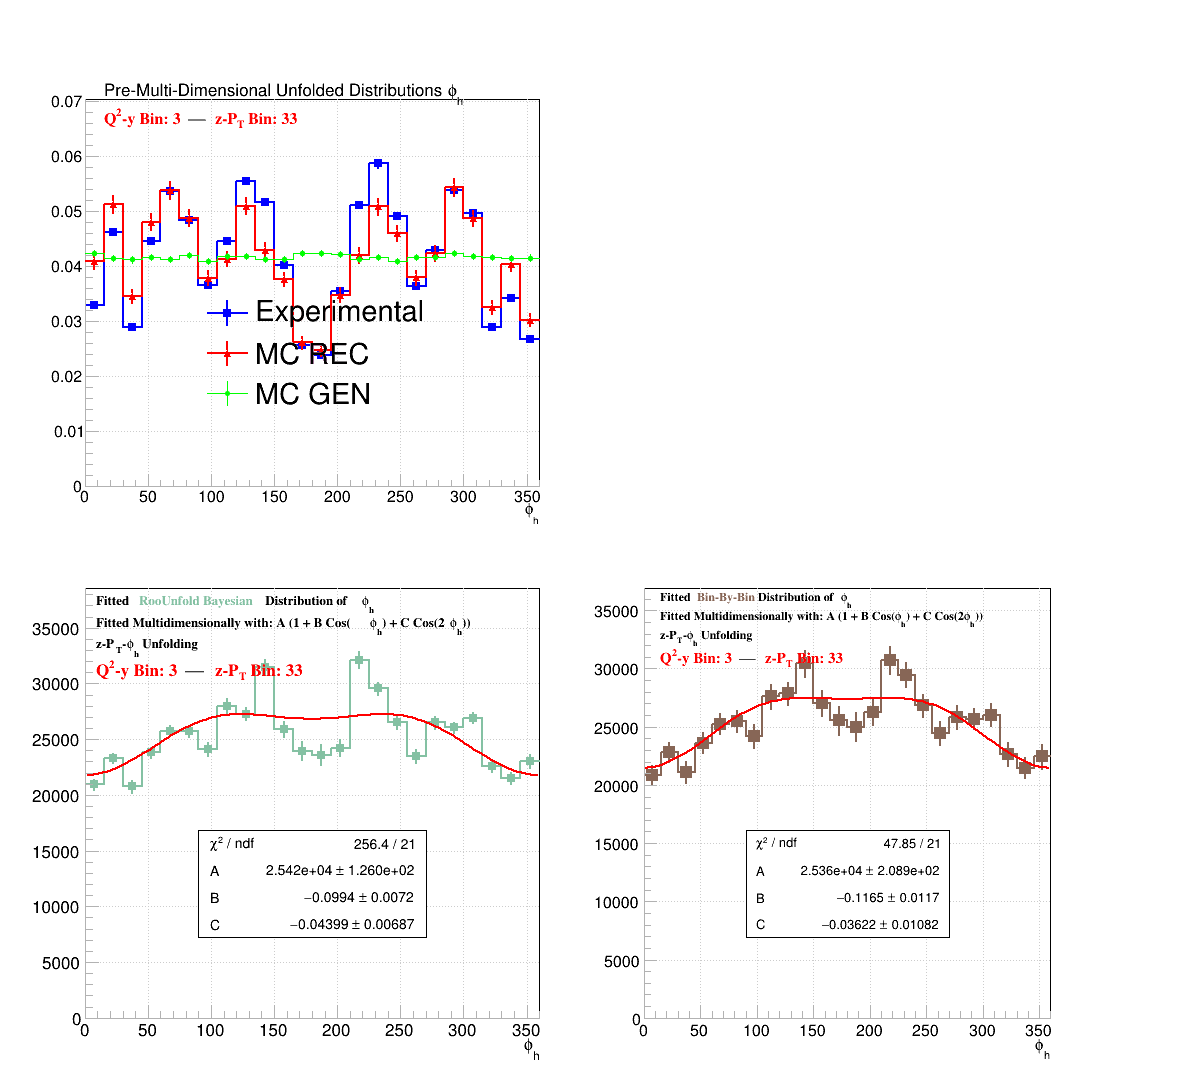 Pre-Multi-Dimensional Unfolded Distributions ϕh
Q2-y Bin: 3 — z-PT Bin: 33
0.07
0.06
0.05
0.04
0.03
0.02
0.01
0
Experimental
MC REC
MC GEN
0 50 100 150 200 250 300 350
ϕh
Fitted RooUnfold Bayesian Distribution of ϕh
Fitted Multidimensionally with: A (1 + B Cos( ϕh) + C Cos(2 ϕh))
z-PT-ϕh Unfolding
Q2-y Bin: 3 — z-PT Bin: 33
35000
30000
25000
20000
15000
10000
5000
0
χ2 / ndf 256.4 / 21
A 2.542e+04 ± 1.260e+02
B −0.0994 ± 0.0072
C −0.04399 ± 0.00687
0 50 100 150 200 250 300 350
ϕh
Fitted Bin-By-Bin Distribution of ϕh
Fitted Multidimensionally with: A (1 + B Cos(ϕh) + C Cos(2ϕh))
z-PT-ϕh Unfolding
Q2-y Bin: 3 — z-PT Bin: 33
35000
30000
25000
20000
15000
10000
5000
0
χ2 / ndf 47.85 / 21
A 2.536e+04 ± 2.089e+02
B −0.1165 ± 0.0117
C −0.03622 ± 0.01082
0 50 100 150 200 250 300 350
ϕh